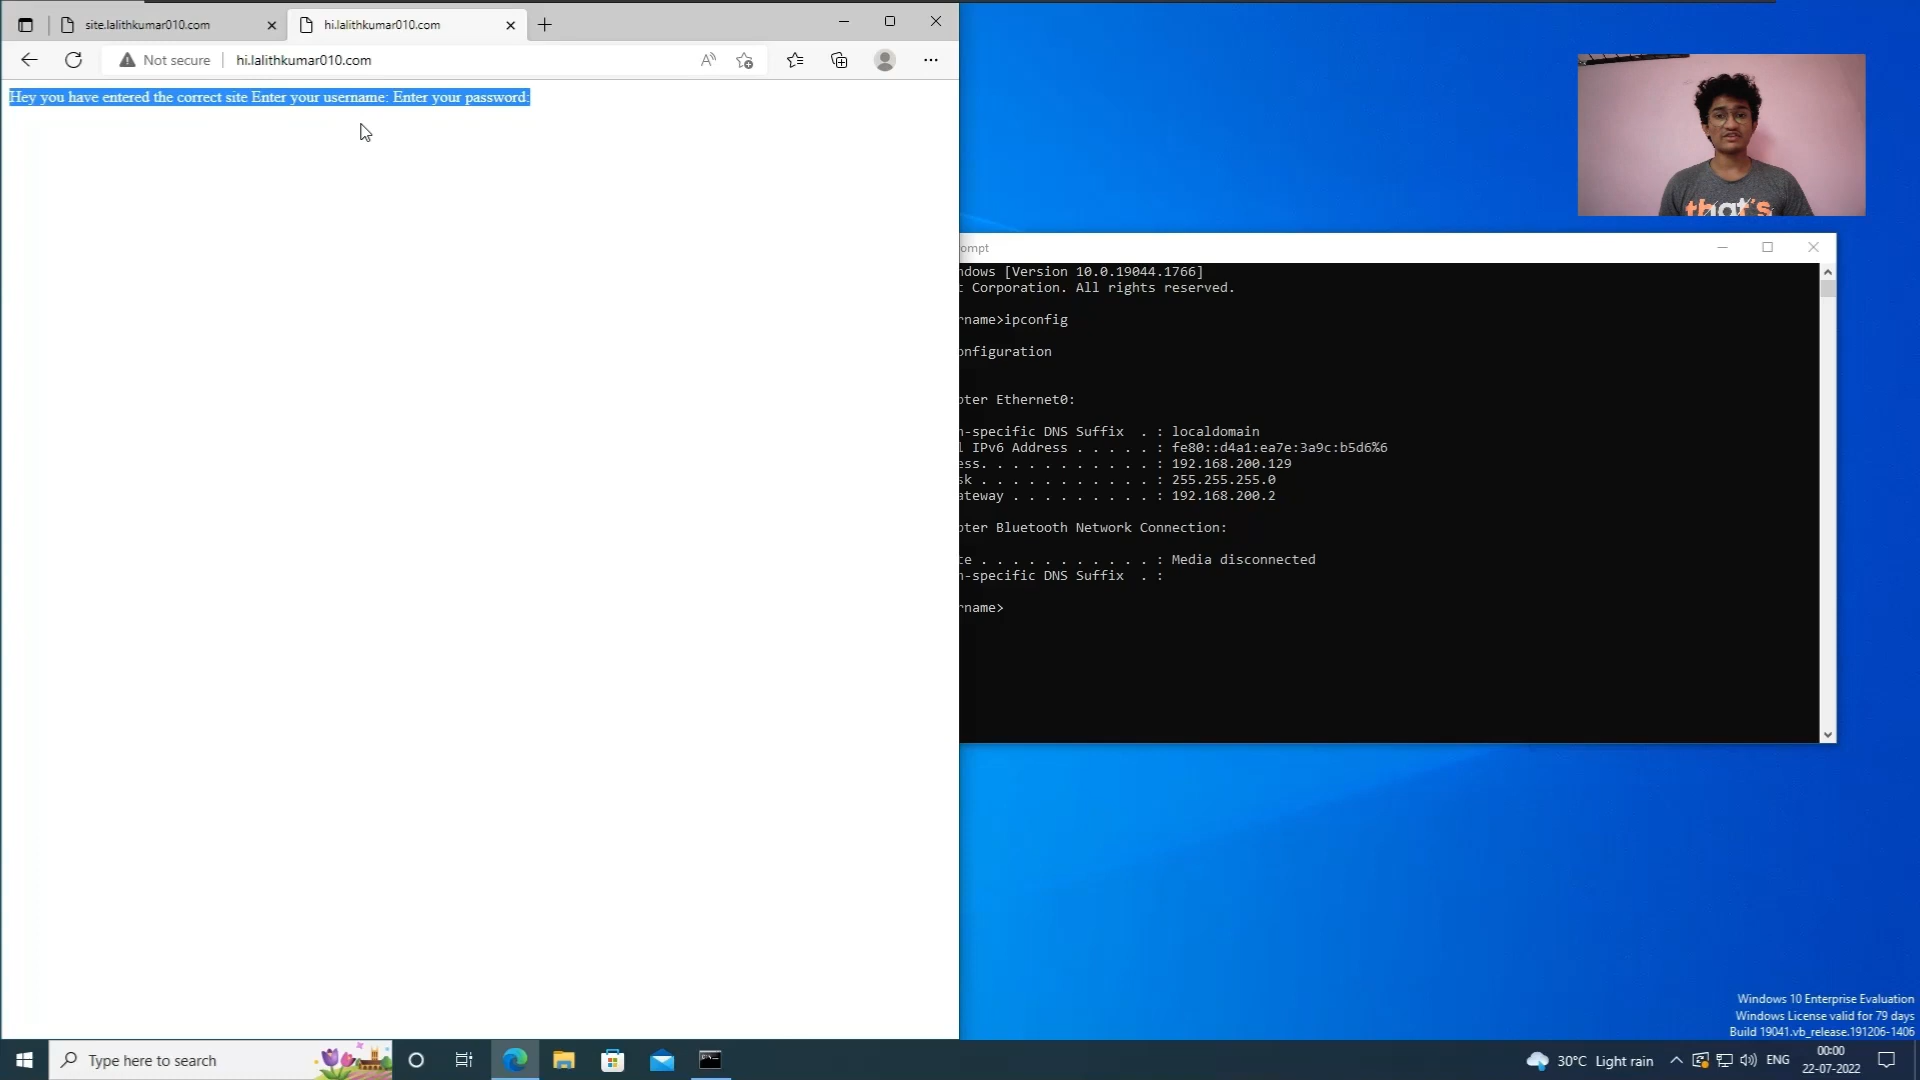 site.lalithkumar010.com
hi.lalithkumar010.com
Not secure
hi.lalithkumar010.com
Hey you have entered the correct site Enter your username: Enter your password:
that's
ompt
ndows [Version 10.0.19044.1766]
t Corporation. All rights reserved.
rname>ipconfig
onfiguration
pter Ethernet0:
n-specific DNS Suffix . : localdomain
l IPv6 Address . . . . . : fe80::d4a1:ea7e:3a9c:b5d6%6
ess. . . . . . . . . . . : 192.168.200.129
sk . . . . . . . . . . . : 255.255.255.0
ateway . . . . . . . . . : 192.168.200.2
pter Bluetooth Network Connection:
te . . . . . . . . . . . : Media disconnected
n-specific DNS Suffix . :
rname>
Windows 10 Enterprise Evaluation
Windows License valid for 79 days
Build 19041.vb_release.191206-1406
Type here to search
30°C Light rain
ENG
00:00
22-07-2022